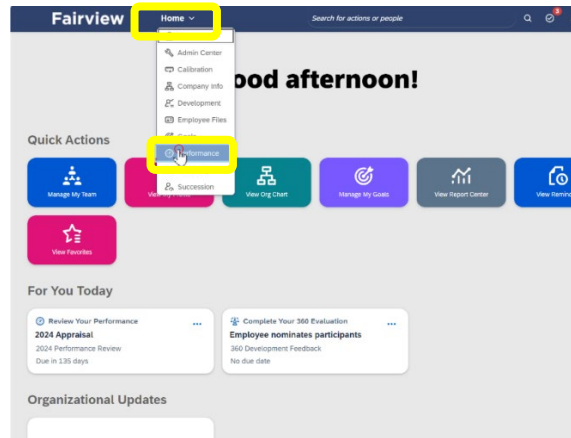 Fairview
Home
Search for actions or people
3
Admin Center
Calibration
Company Info
Development
Employee Files
Goals
Performance
Succession
ood afternoon!
Quick Actions
Manage My Team
View Org Chart
Manage My Goals
View Report Center
View Remind
View Favorites
For You Today
Review Your Performance
2024 Appraisal
2024 Performance Review
Due in 135 days
Complete Your 360 Evaluation
Employee nominates participants
360 Development Feedback
No due date
Organizational Updates